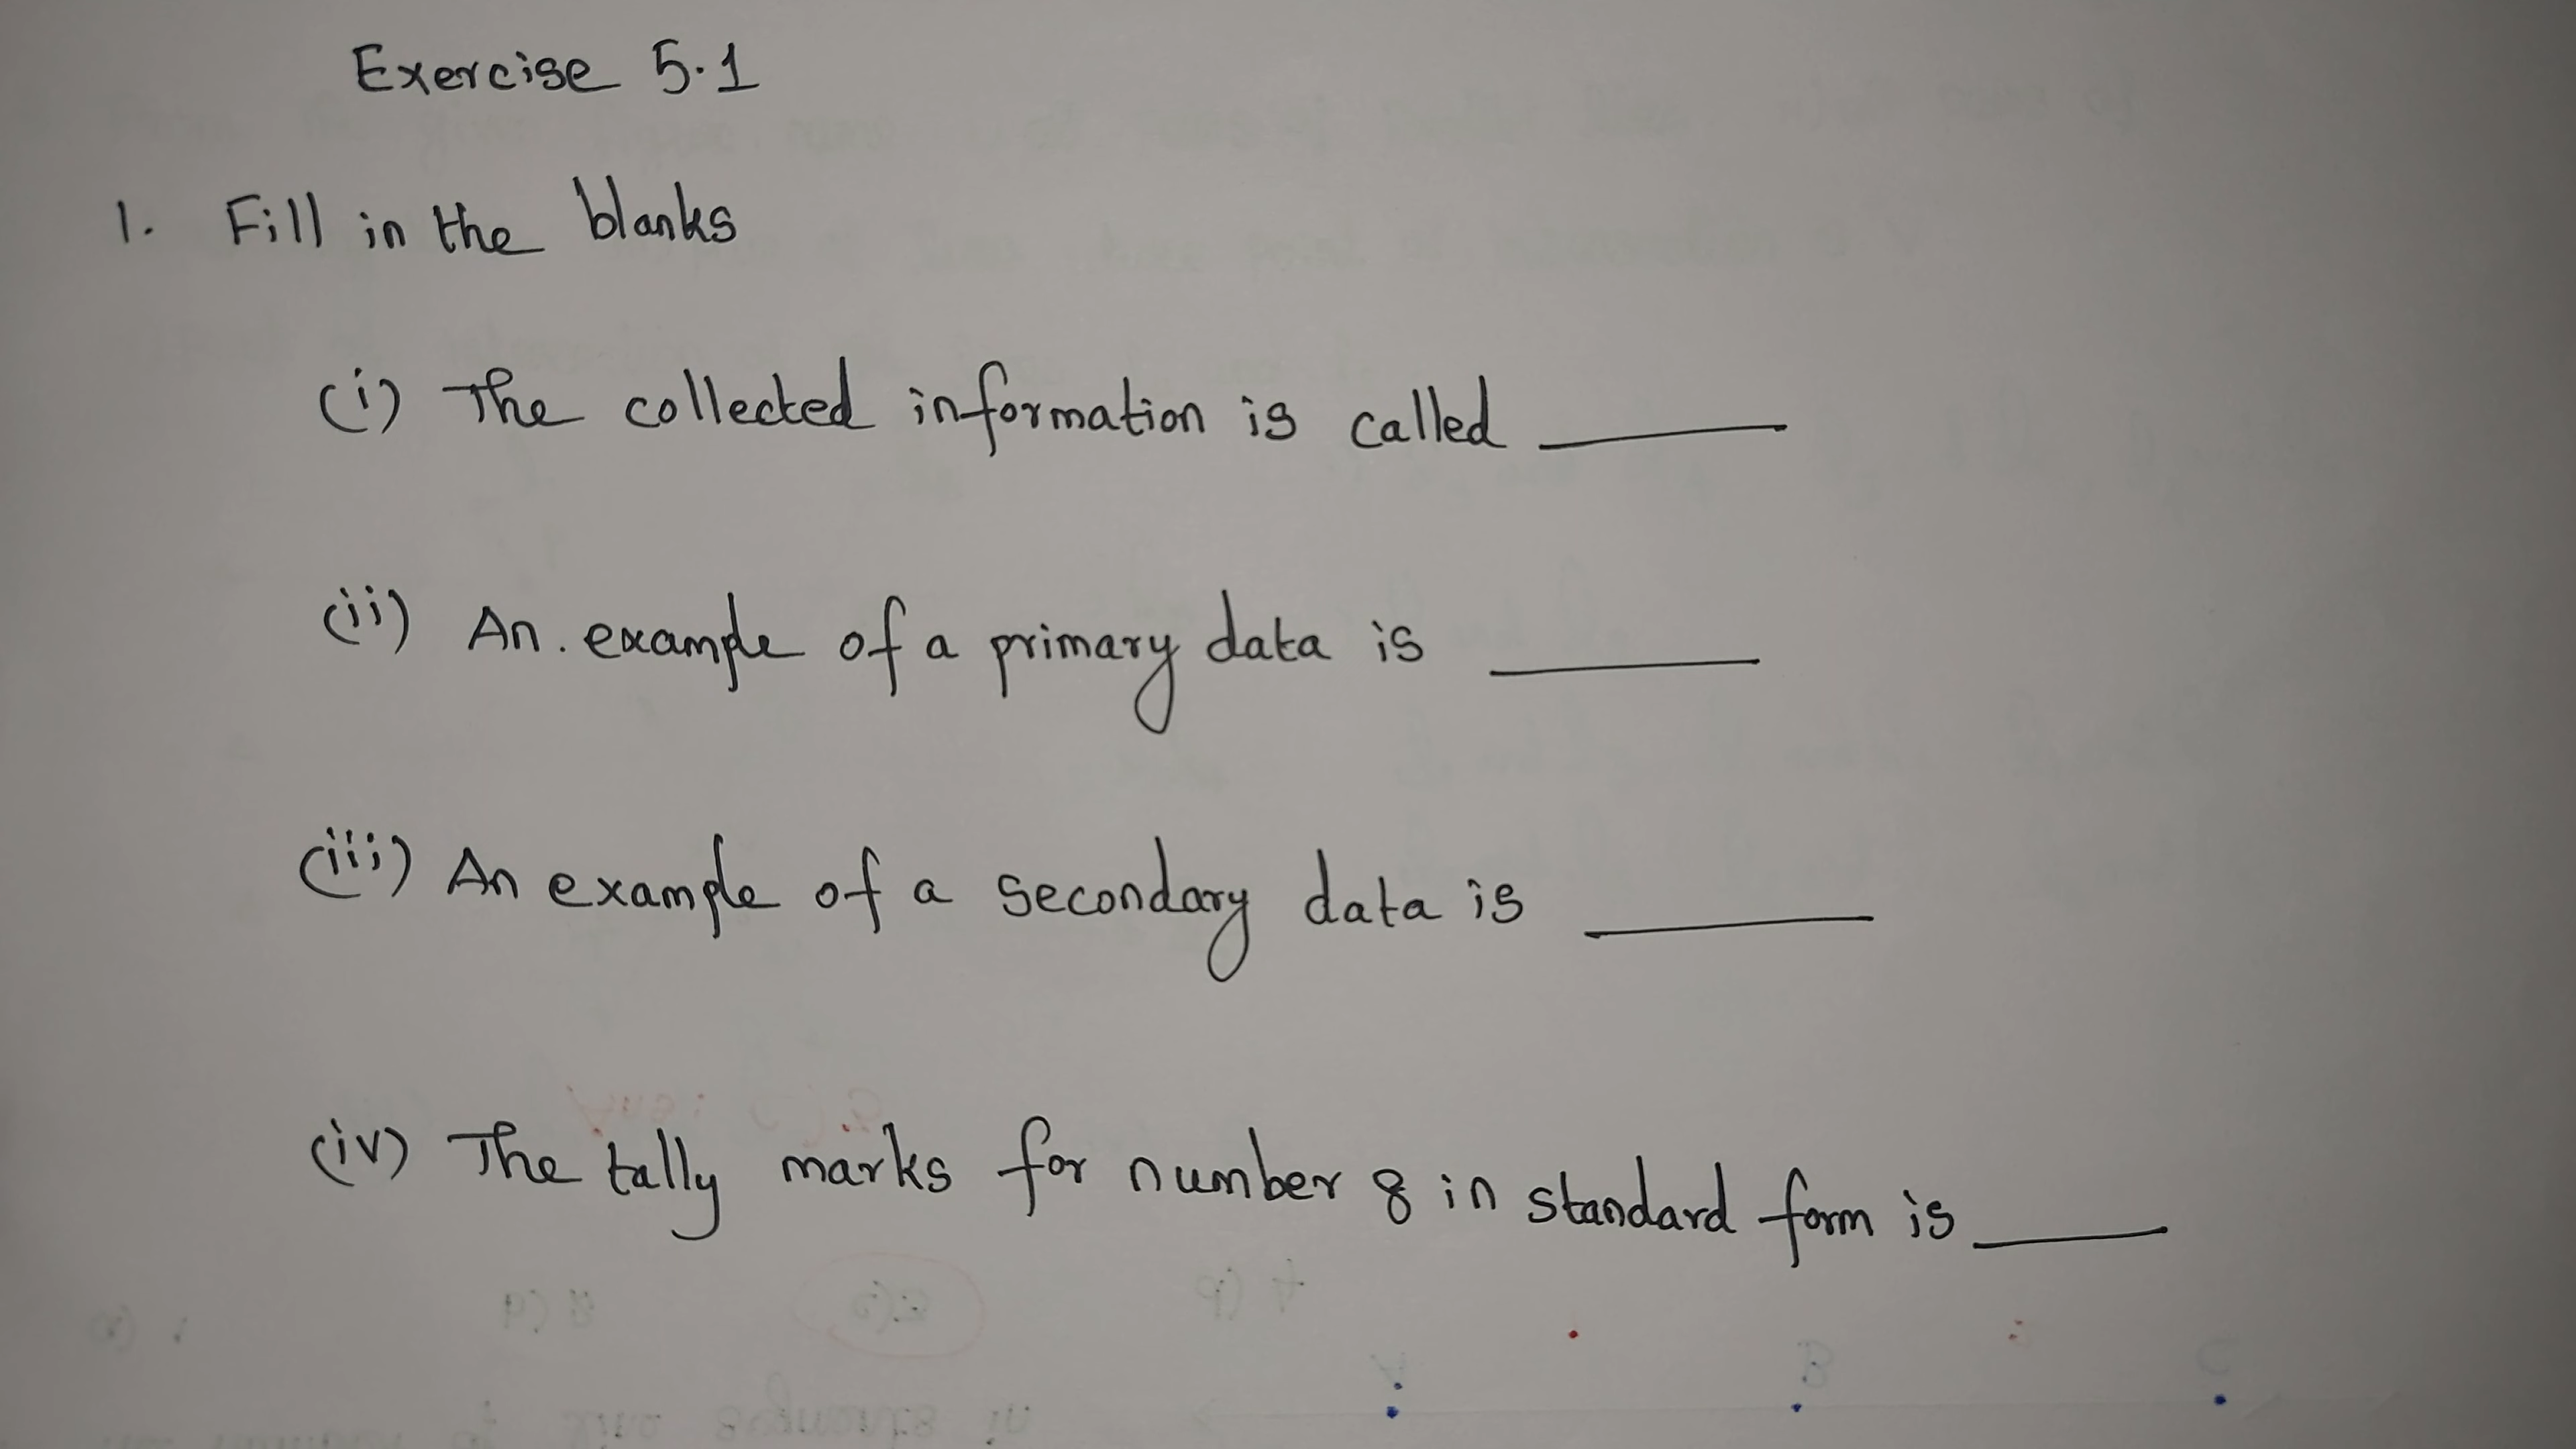 Exercise 5.1
1. Fill in the blanks
(i) The collected information is called ______
(ii) An. example of a primary data is ______
(iii) An example of a secondary data is ______
(iv) The tally marks for number 8 in standard form is ______